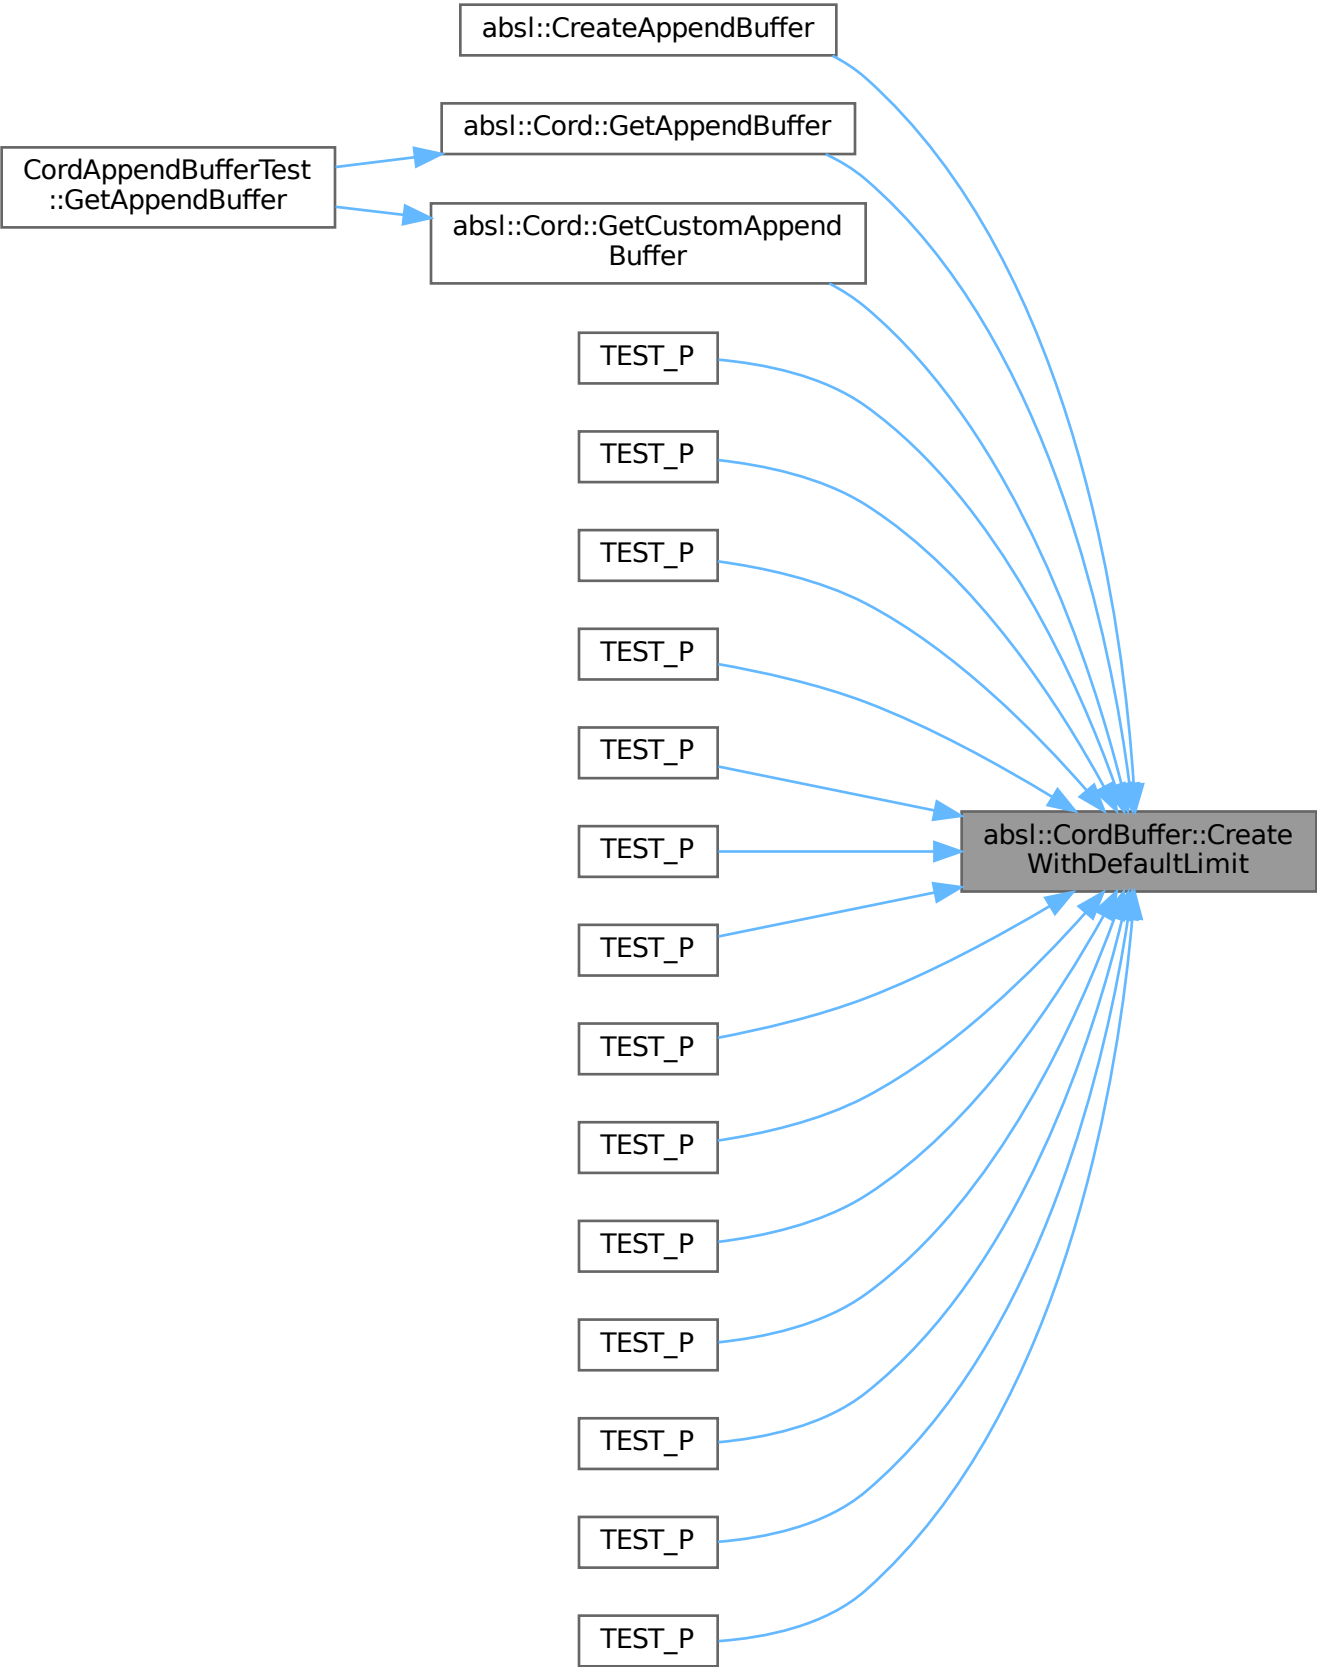 absl::CreateAppendBuffer
absl::Cord::GetAppendBuffer
CordAppendBufferTest
::GetAppendBuffer
absl::Cord::GetCustomAppend
Buffer
TEST_P
TEST_P
TEST_P
TEST_P
TEST_P
absl::CordBuffer::Create
WithDefaultLimit
TEST_P
TEST_P
TEST_P
TEST_P
TEST_P
TEST_P
TEST_P
TEST_P
TEST_P